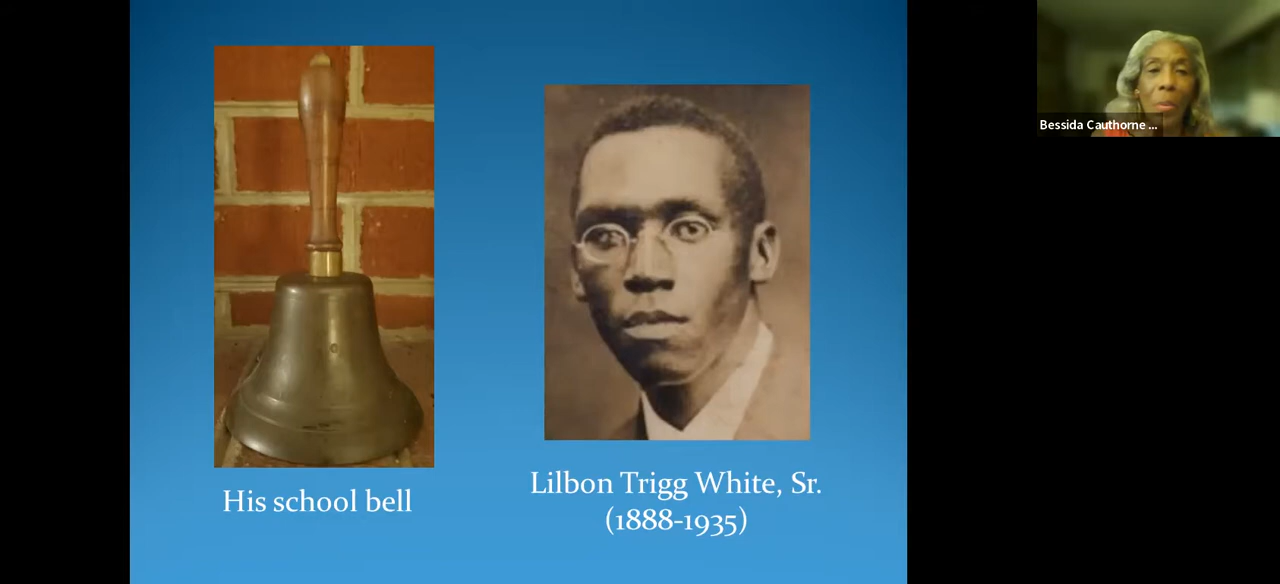 His school bell
Lilbon Trigg White, Sr.
(1888-1935)
Bessida Cauthorne ...